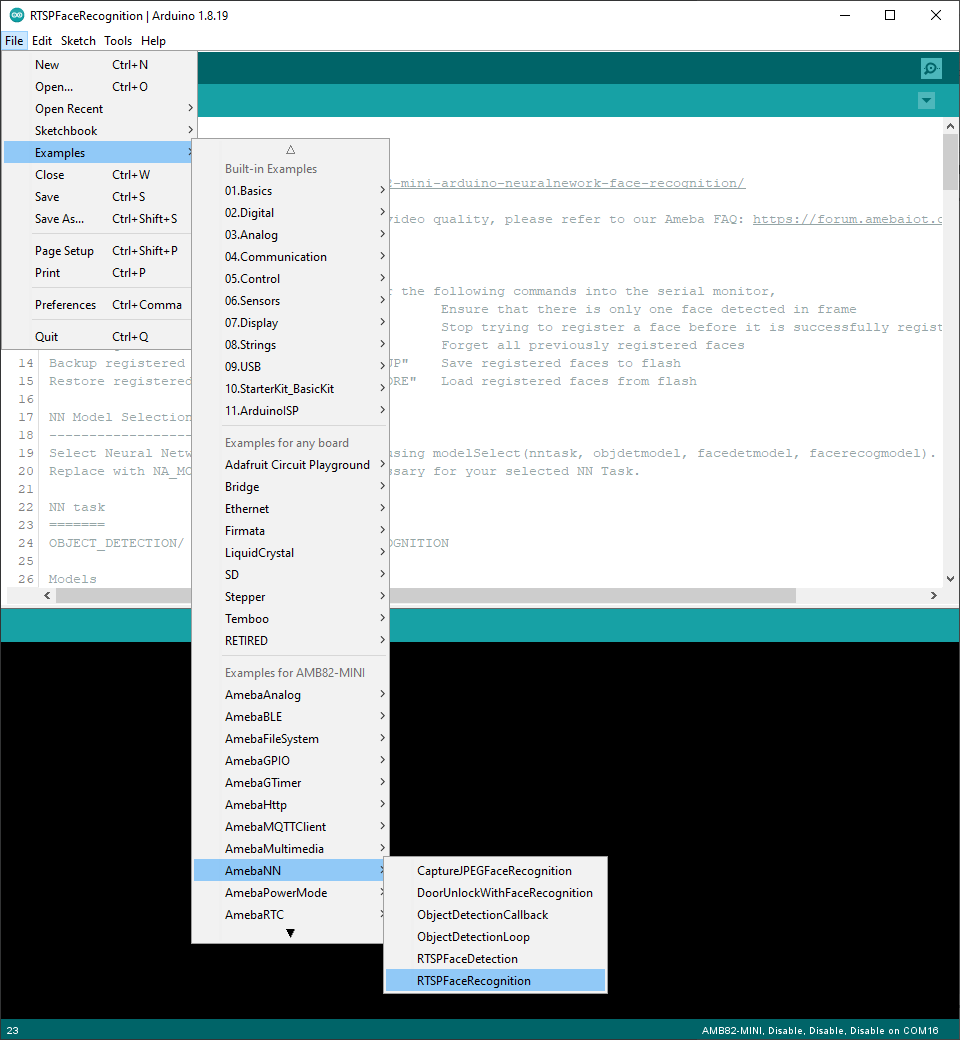 RTSPFaceRecognition | Arduino 1.8.19
File Edit Sketch Tools Help
New Ctrl+N
Open... Ctrl+O
Open Recent
Sketchbook
Examples
Close Ctrl+W
Save Ctrl+S
Save As... Ctrl+Shift+S
Page Setup Ctrl+Shift+P
Print Ctrl+P
Preferences Ctrl+Comma
Quit Ctrl+Q
Built-in Examples
01.Basics
02.Digital
03.Analog
04.Communication
05.Control
06.Sensors
07.Display
08.Strings
09.USB
10.StarterKit_BasicKit
11.ArduinoISP
Examples for any board
Adafruit Circuit Playground
Bridge
Ethernet
Firmata
LiquidCrystal
SD
Stepper
Temboo
RETIRED
Examples for AMB82-MINI
AmebaAnalog
AmebaBLE
AmebaFileSystem
AmebaGPIO
AmebaGTimer
AmebaHttp
AmebaMQTTClient
AmebaMultimedia
AmebaNN
AmebaPowerMode
AmebaRTC
CaptureJPEGFaceRecognition
DoorUnlockWithFaceRecognition
ObjectDetectionCallback
ObjectDetectionLoop
RTSPFaceDetection
RTSPFaceRecognition
-mini-arduino-neuralnework-face-recognition/
video quality, please refer to our Ameba FAQ: https://forum.amebaiot.c
the following commands into the serial monitor,
Ensure that there is only one face detected in frame
Stop trying to register a face before it is successfully regist
Forget all previously registered faces
14 Backup registered UP" Save registered faces to flash
15 Restore registered ORE" Load registered faces from flash
16
17 NN Model Selection
18 -------------------
19 Select Neural Netw using modelSelect(nntask, objdetmodel, facedetmodel, facerecogmodel).
20 Replace with NA_MO ssary for your selected NN Task.
21
22 NN task
23 =======
24 OBJECT_DETECTION/ OGNITION
25
26 Models
23
AMB82-MINI, Disable, Disable, Disable on COM16